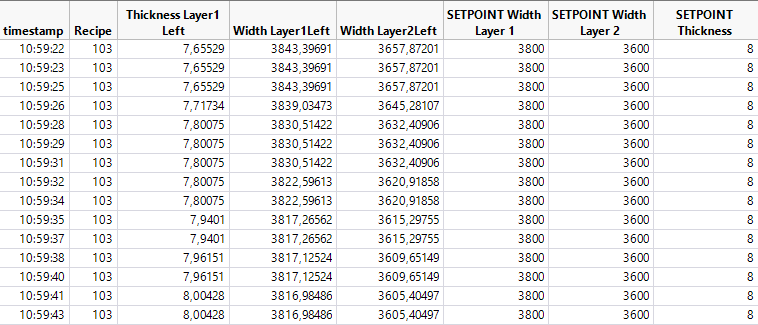 timestamp Recipe Thickness Layer1 Left Width Layer1Left Width Layer2Left SETPOINT Width Layer 1 SETPOINT Width Layer 2 SETPOINT Thickness
10:59:22 103 7,65529 3843,39691 3657,87201 3800 3600 8
10:59:23 103 7,65529 3843,39691 3657,87201 3800 3600 8
10:59:25 103 7,65529 3843,39691 3657,87201 3800 3600 8
10:59:26 103 7,71734 3839,03473 3645,28107 3800 3600 8
10:59:28 103 7,80075 3830,51422 3632,40906 3800 3600 8
10:59:29 103 7,80075 3830,51422 3632,40906 3800 3600 8
10:59:31 103 7,80075 3830,51422 3632,40906 3800 3600 8
10:59:32 103 7,80075 3822,59613 3620,91858 3800 3600 8
10:59:34 103 7,80075 3822,59613 3620,91858 3800 3600 8
10:59:35 103 7,9401 3817,26562 3615,29755 3800 3600 8
10:59:37 103 7,9401 3817,26562 3615,29755 3800 3600 8
10:59:38 103 7,96151 3817,12524 3609,65149 3800 3600 8
10:59:40 103 7,96151 3817,12524 3609,65149 3800 3600 8
10:59:41 103 8,00428 3816,98486 3605,40497 3800 3600 8
10:59:43 103 8,00428 3816,98486 3605,40497 3800 3600 8